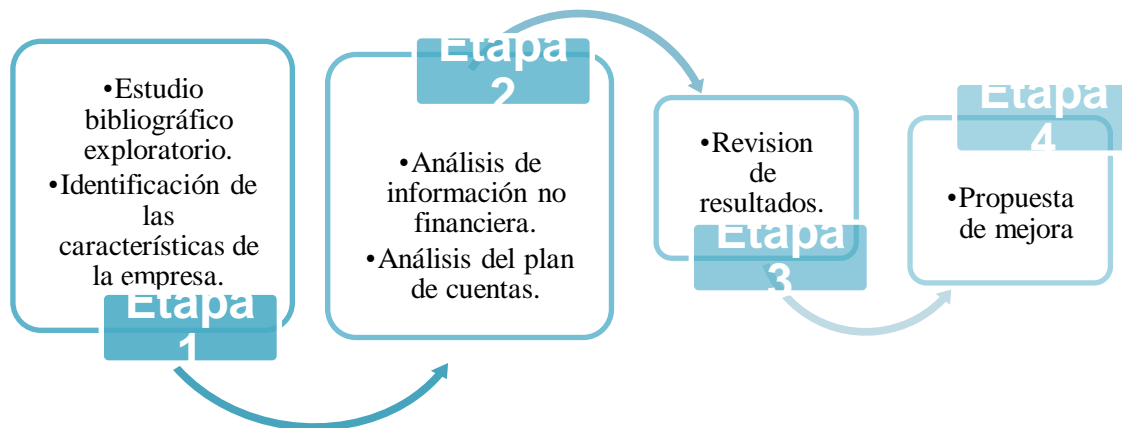 •Estudio
bibliográfico
exploratorio.
•Identificación de
las
características de
la empresa.
Etapa
1
Etapa
2
•Análisis de
información no
financiera.
•Análisis del plan
de cuentas.
•Revision
de
resultados.
Etapa
3
Etapa
4
•Propuesta
de mejora